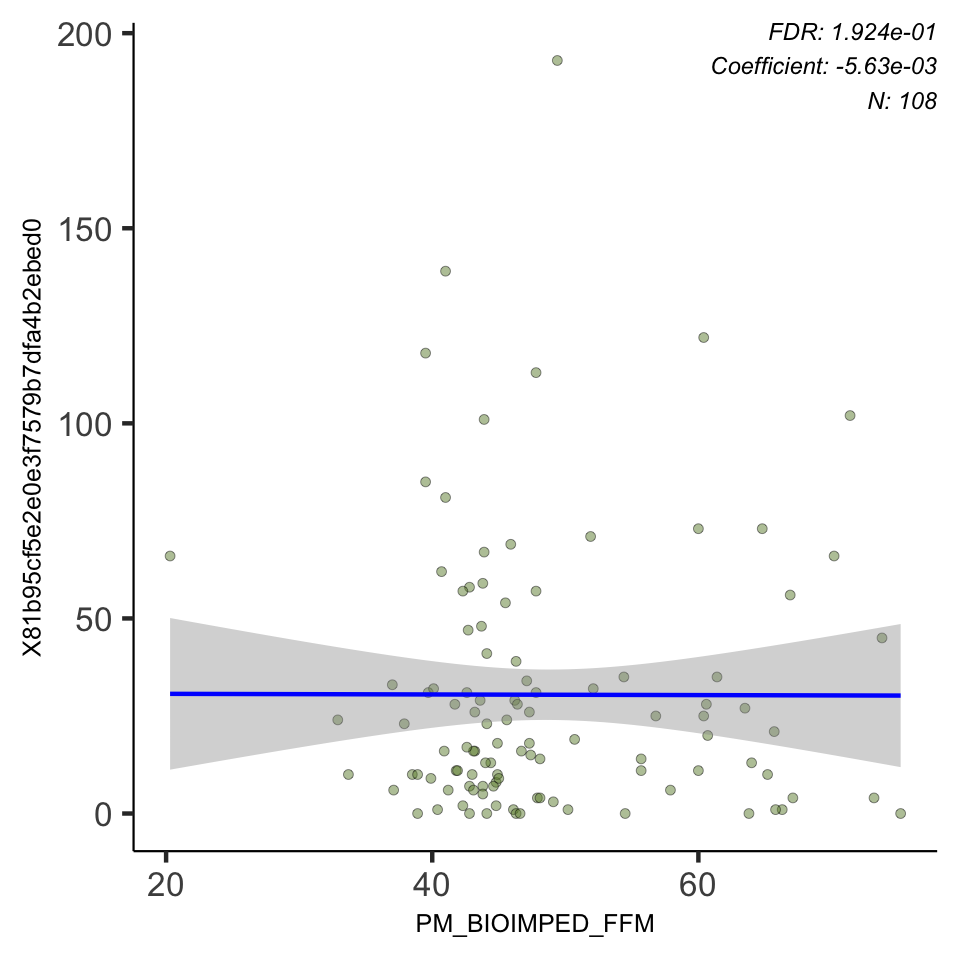 FDR: 1.924e-01
Coefficient: -5.63e-03
N: 108
200
150
100
50
0
X81b95cf5e2e0e3f7579b7dfa4b2ebed0
20 40 60
PM_BIOIMPED_FFM